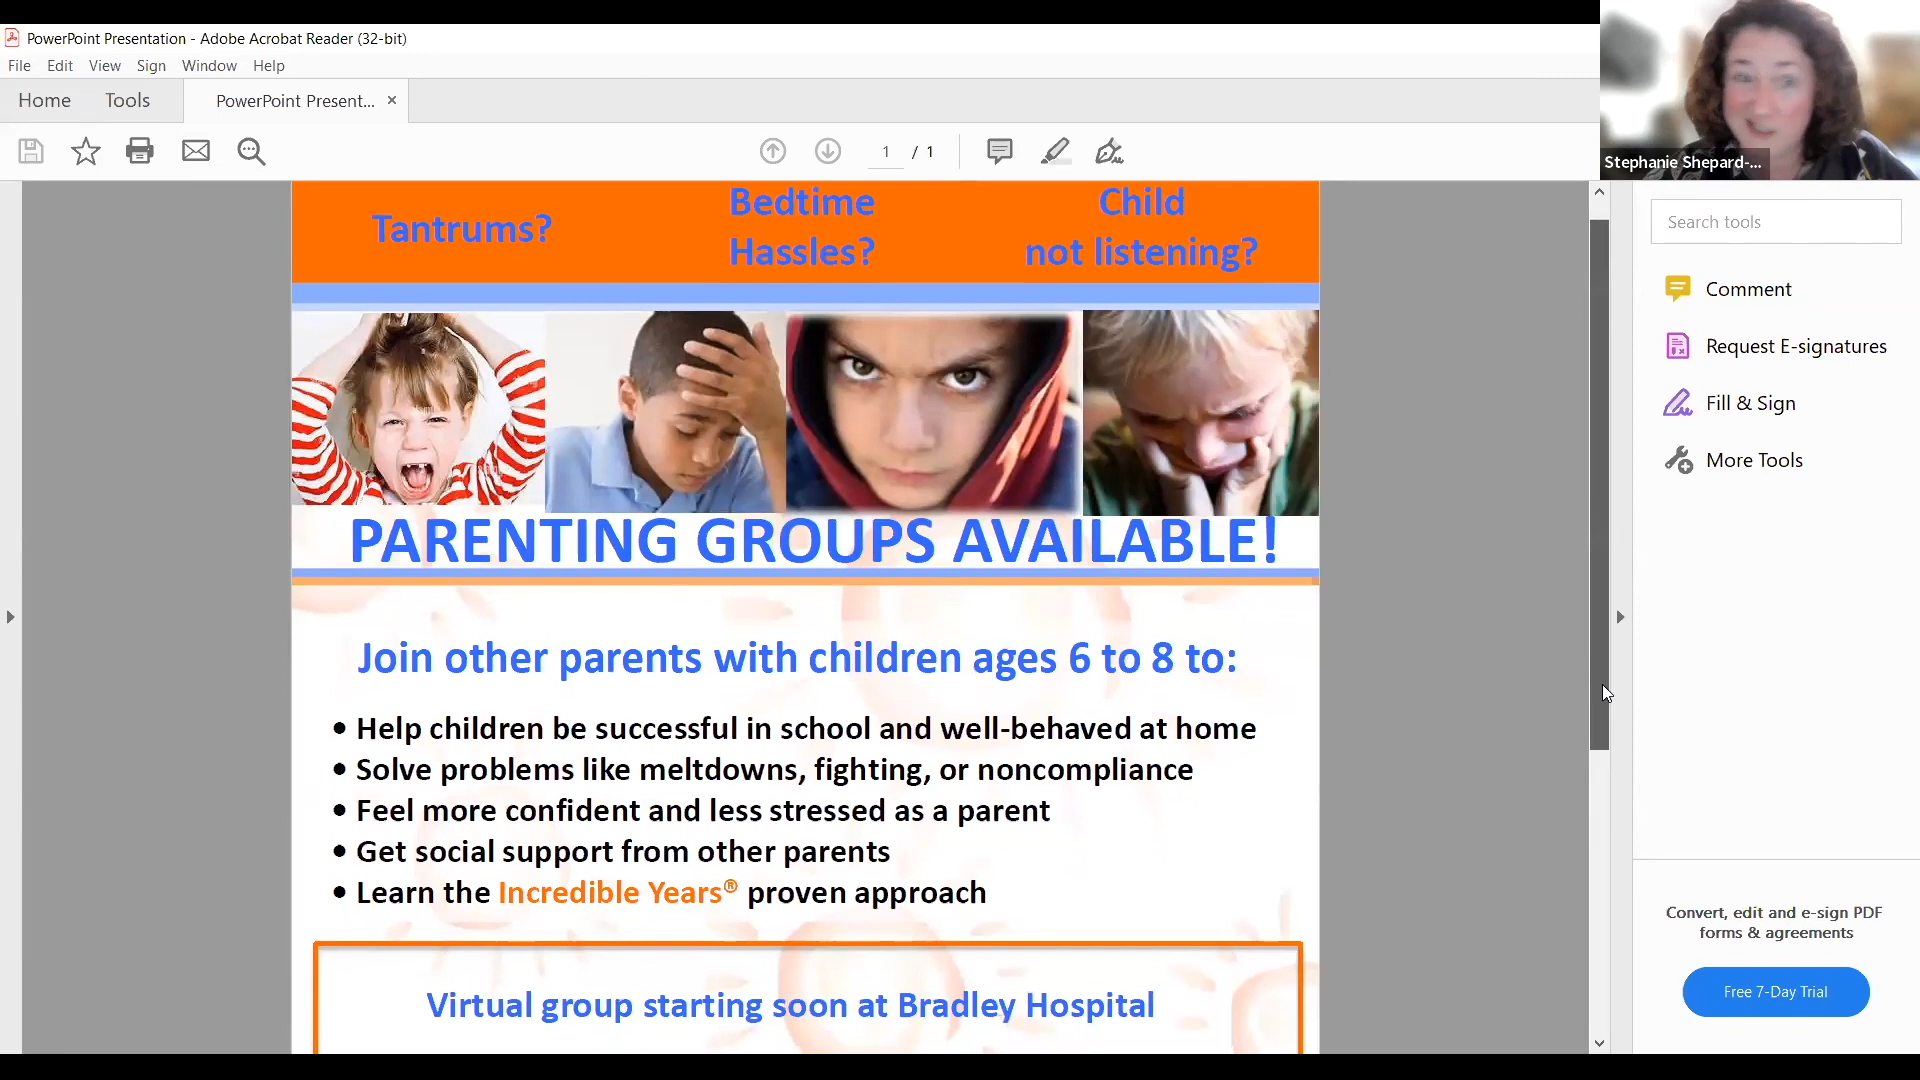 PowerPoint Presentation - Adobe Acrobat Reader (32-bit)
File Edit View Sign Window Help
Home Tools PowerPoint Present... ×
1 / 1
Stephanie Shepard-...
Tantrums?
Bedtime
Hassles?
Child
not listening?
PARENTING GROUPS AVAILABLE!
Join other parents with children ages 6 to 8 to:
• Help children be successful in school and well-behaved at home
• Solve problems like meltdowns, fighting, or noncompliance
• Feel more confident and less stressed as a parent
• Get social support from other parents
• Learn the Incredible Years® proven approach
Virtual group starting soon at Bradley Hospital
Search tools
Comment
Request E-signatures
Fill & Sign
More Tools
Convert, edit and e-sign PDF
forms & agreements
Free 7-Day Trial